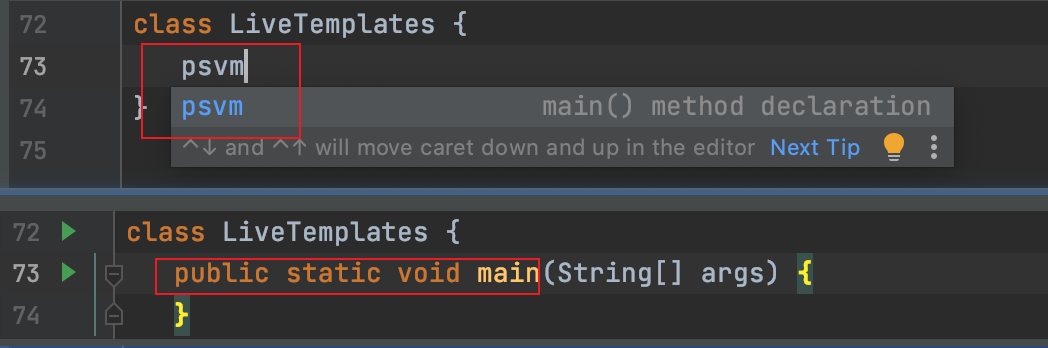 72 class LiveTemplates {
73 psvm
psvm main() method declaration
74 }
^↓ and ^↑ will move caret down and up in the editor Next Tip
75
72 class LiveTemplates {
73 public static void main(String[] args) {
74 }